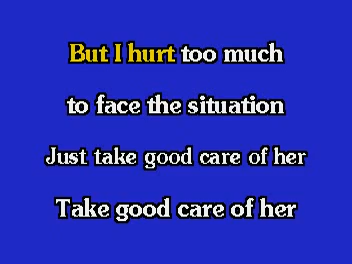 But I hurt too much
to face the situation
Just take good care of her
Take good care of her